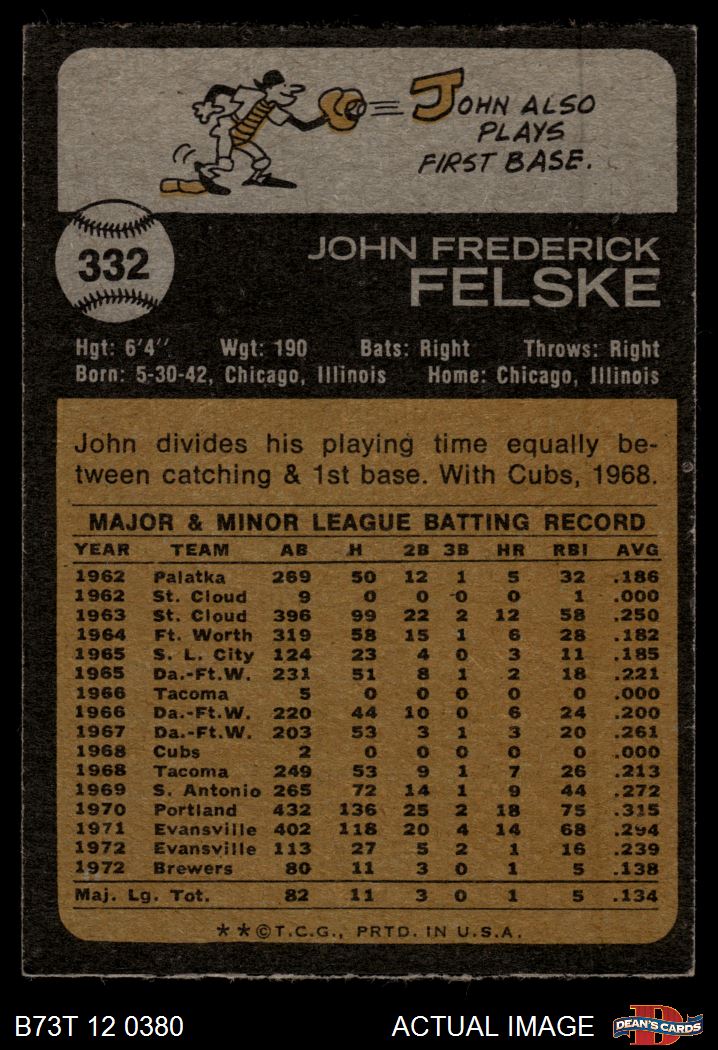 JOHN ALSO
PLAYS
FIRST BASE.
332
JOHN FREDERICK
FELSKE
Hgt: 6'4" Wgt: 190 Bats: Right Throws: Right
Born: 5-30-42, Chicago, Illinois Home: Chicago, Illinois
John divides his playing time equally be-
tween catching & 1st base. With Cubs, 1968.
MAJOR & MINOR LEAGUE BATTING RECORD
YEAR TEAM AB H 2B 3B HR RBI AVG
1962 Palatka 269 50 12 1 5 32 .186
1962 St. Cloud 9 0 0 0 0 1 .000
1963 St. Cloud 396 99 22 2 12 58 .250
1964 Ft. Worth 319 58 15 1 6 28 .182
1965 S. L. City 124 23 4 0 3 11 .185
1965 Da.-Ft.W. 231 51 8 1 2 18 .221
1966 Tacoma 5 0 0 0 0 0 .000
1966 Da.-Ft.W. 220 44 10 0 6 24 .200
1967 Da.-Ft.W. 203 53 3 1 3 20 .261
1968 Cubs 2 0 0 0 0 0 .000
1968 Tacoma 249 53 9 1 7 26 .213
1969 S. Antonio 265 72 14 1 9 44 .272
1970 Portland 432 136 25 2 18 75 .315
1971 Evansville 402 118 20 4 14 68 .294
1972 Evansville 113 27 5 2 1 16 .239
1972 Brewers 80 11 3 0 1 5 .138
Maj. Lg. Tot. 82 11 3 0 1 5 .134
**©T.C.G., PRTD. IN U.S.A.
B73T 12 0380 ACTUAL IMAGE DEAN'S CARDS